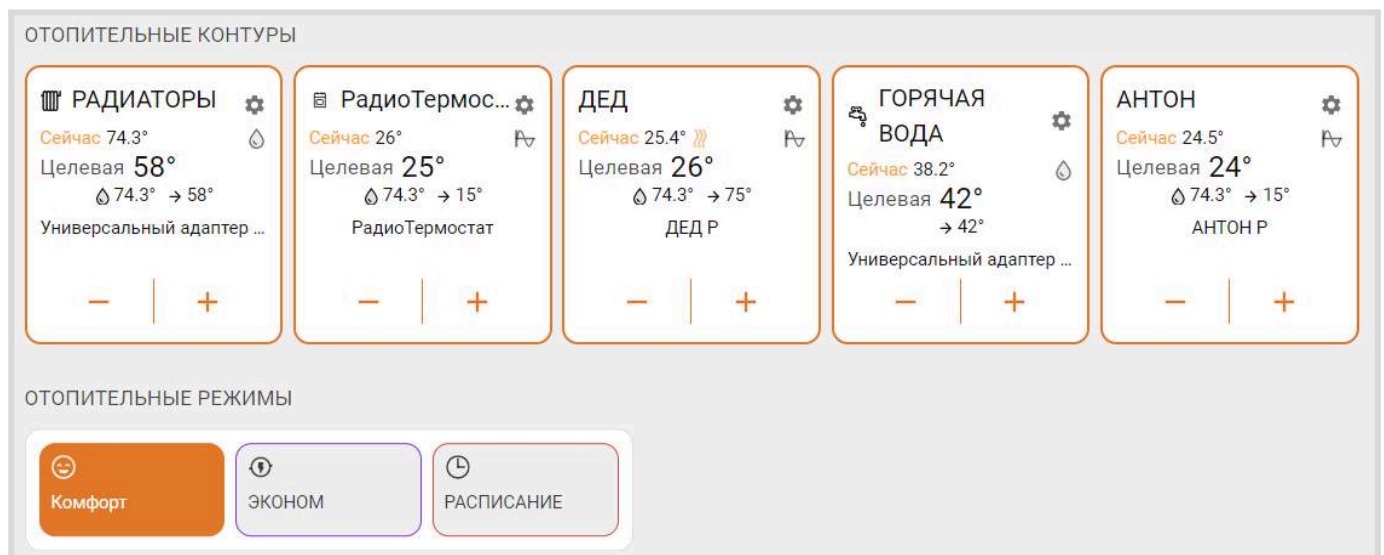 ОТОПИТЕЛЬНЫЕ КОНТУРЫ
РАДИАТОРЫ
Сейчас 74.3°
Целевая 58°
74.3° → 58°
Универсальный адаптер ...
РадиоТермос...
Сейчас 26°
Целевая 25°
74.3° → 15°
РадиоТермостат
ДЕД
Сейчас 25.4°
Целевая 26°
74.3° → 75°
ДЕД Р
ГОРЯЧАЯ
ВОДА
Сейчас 38.2°
Целевая 42°
→ 42°
Универсальный адаптер ...
АНТОН
Сейчас 24.5°
Целевая 24°
74.3° → 15°
АНТОН Р
ОТОПИТЕЛЬНЫЕ РЕЖИМЫ
Комфорт
ЭКОНОМ
РАСПИСАНИЕ